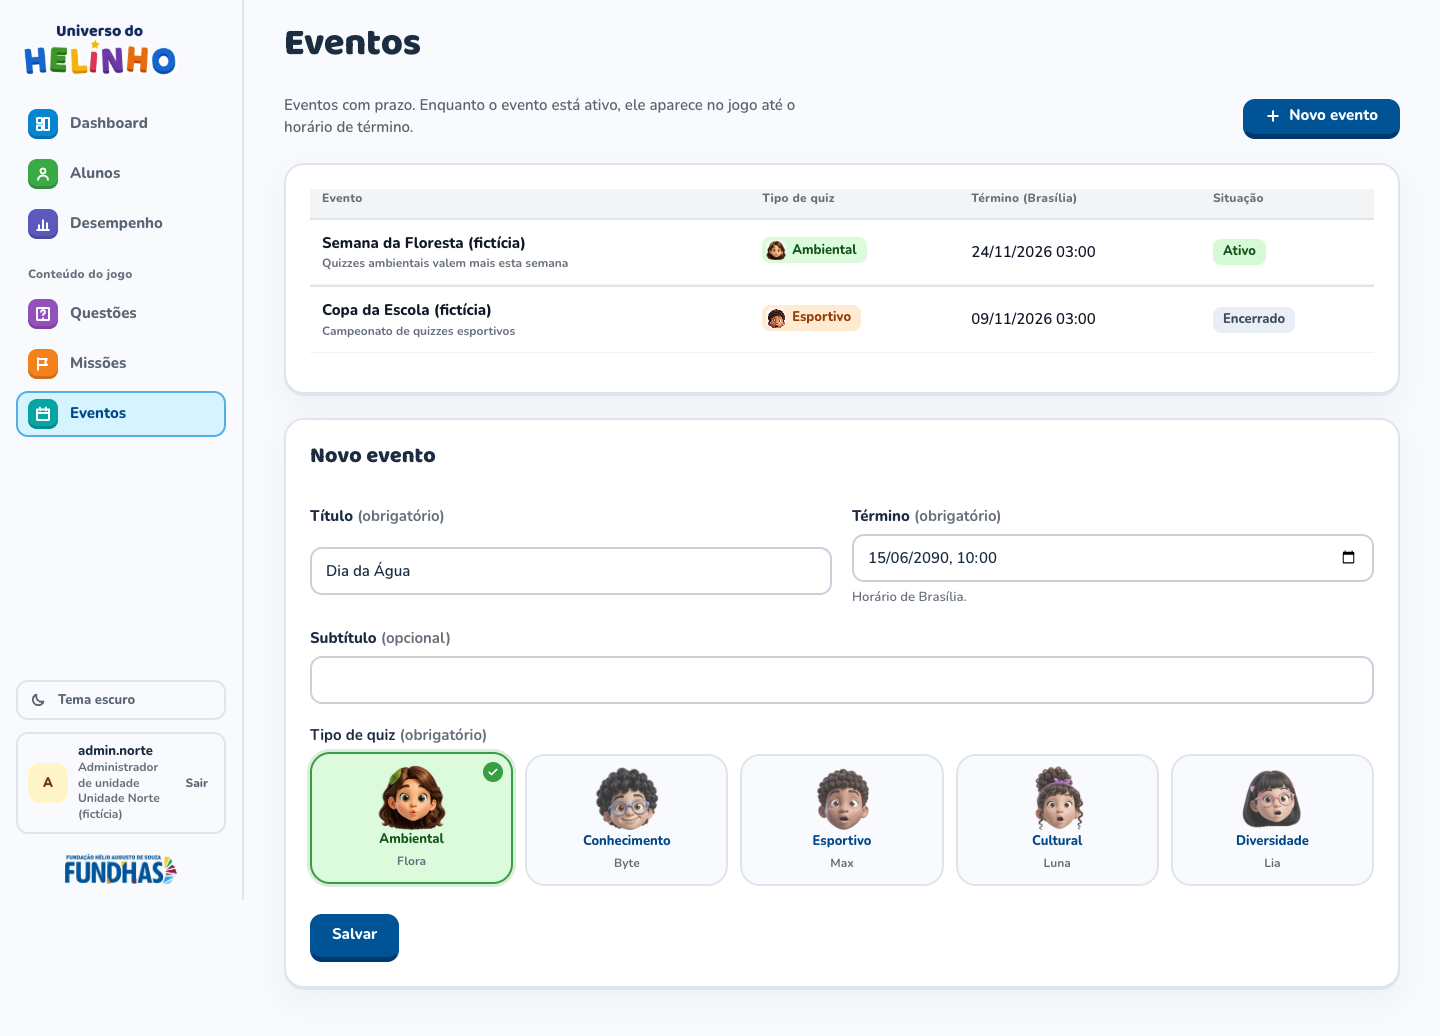 Universo do
HELINHO
Dashboard
Alunos
Desempenho
Conteúdo do jogo
Questões
Missões
Eventos
Tema escuro
A
admin.norte
Administrador
de unidade
Unidade Norte
(fictícia)
Sair
FUNDAÇÃO HÉLIO AUGUSTO DE SOUZA
FUNDHAS
Eventos
Eventos com prazo. Enquanto o evento está ativo, ele aparece no jogo até o
horário de término.
Novo evento
Evento Tipo de quiz Término (Brasília) Situação
Semana da Floresta (fictícia)
Quizzes ambientais valem mais esta semana
Ambiental 24/11/2026 03:00 Ativo
Copa da Escola (fictícia)
Campeonato de quizzes esportivos
Esportivo 09/11/2026 03:00 Encerrado
Novo evento
Título (obrigatório)
Dia da Água
Término (obrigatório)
15/06/2090, 10:00
Horário de Brasília.
Subtítulo (opcional)
Tipo de quiz (obrigatório)
Ambiental
Flora
Conhecimento
Byte
Esportivo
Max
Cultural
Luna
Diversidade
Lia
Salvar